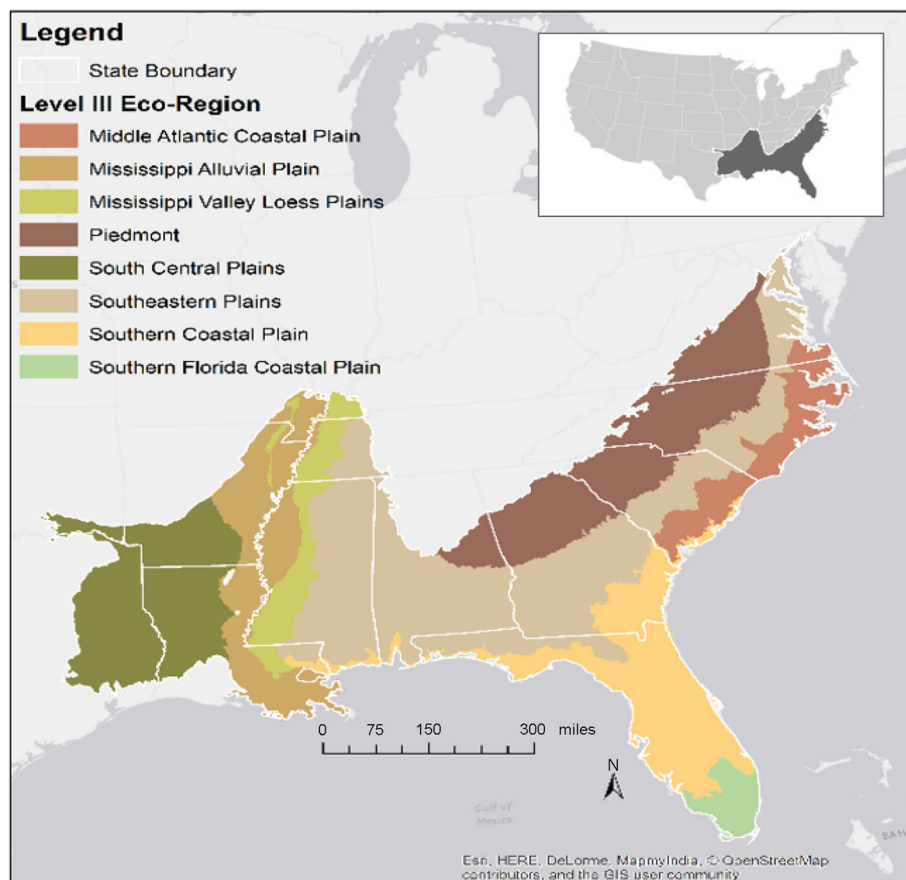 Legend
State Boundary
Level III Eco-Region
Middle Atlantic Coastal Plain
Mississippi Alluvial Plain
Mississippi Valley Loess Plains
Piedmont
South Central Plains
Southeastern Plains
Southern Coastal Plain
Southern Florida Coastal Plain
0 75 150 300 miles
N
Gulf of
Mexico
BAH
Esri, HERE, DeLorme, MapmyIndia, © OpenStreetMap
contributors, and the GIS user community